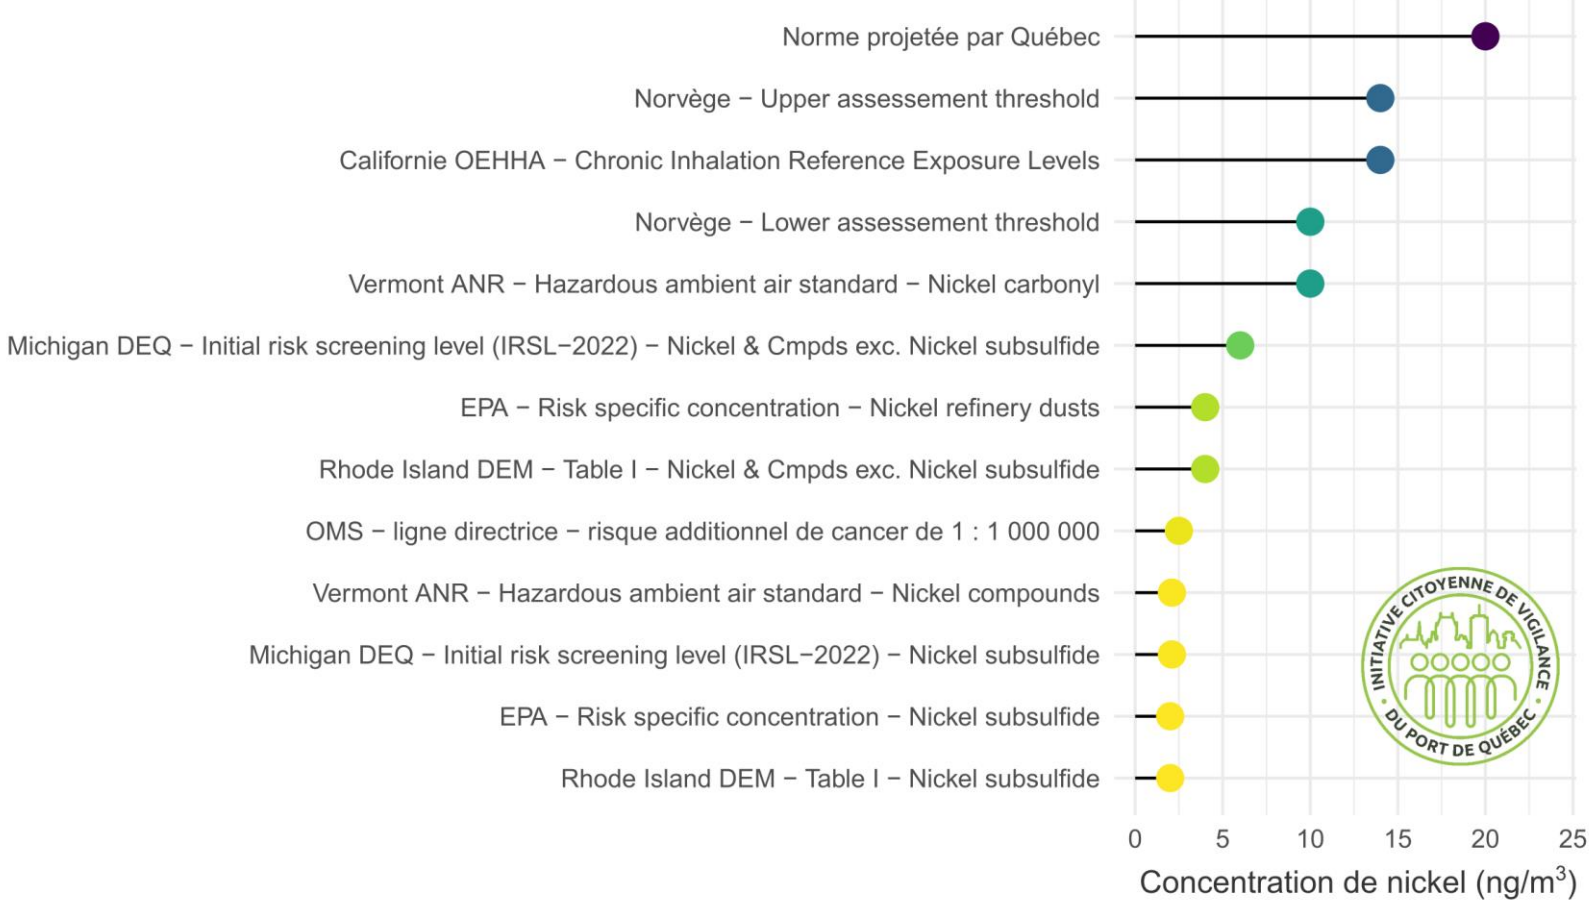 Norme projetée par Québec
Norvège − Upper assessement threshold
Californie OEHHA − Chronic Inhalation Reference Exposure Levels
Norvège − Lower assessement threshold
Vermont ANR − Hazardous ambient air standard − Nickel carbonyl
Michigan DEQ − Initial risk screening level (IRSL−2022) − Nickel & Cmpds exc. Nickel subsulfide
EPA − Risk specific concentration − Nickel refinery dusts
Rhode Island DEM − Table I − Nickel & Cmpds exc. Nickel subsulfide
OMS − ligne directrice − risque additionnel de cancer de 1 : 1 000 000
Vermont ANR − Hazardous ambient air standard − Nickel compounds
Michigan DEQ − Initial risk screening level (IRSL−2022) − Nickel subsulfide
EPA − Risk specific concentration − Nickel subsulfide
Rhode Island DEM − Table I − Nickel subsulfide
INITIATIVE CITOYENNE DE VIGILANCE
• DU PORT DE QUÉBEC •
0 5 10 15 20 25
Concentration de nickel (ng/m³)